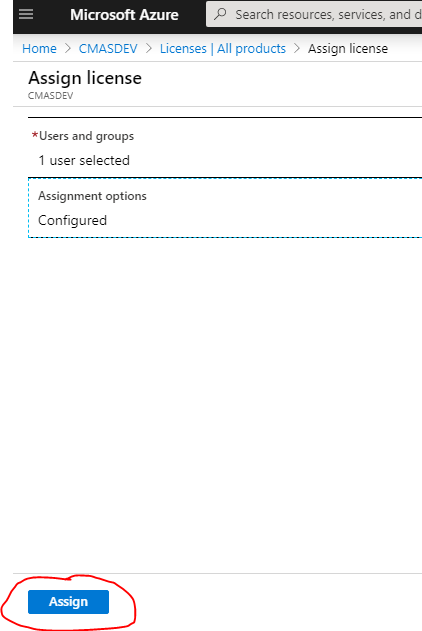 Microsoft Azure Search resources, services, and d
Home > CMASDEV > Licenses | All products > Assign license
Assign license
CMASDEV
*Users and groups
1 user selected
Assignment options
Configured
Assign